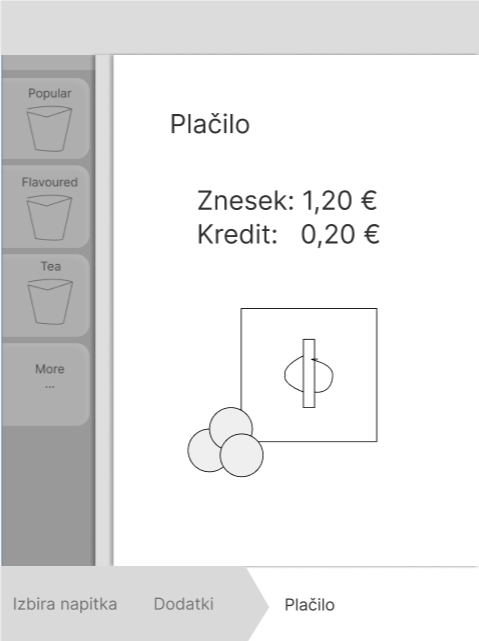 Popular
Flavoured
Tea
More
...
Plačilo
Znesek: 1,20 €
Kredit: 0,20 €
Izbira napitka
Dodatki
Plačilo